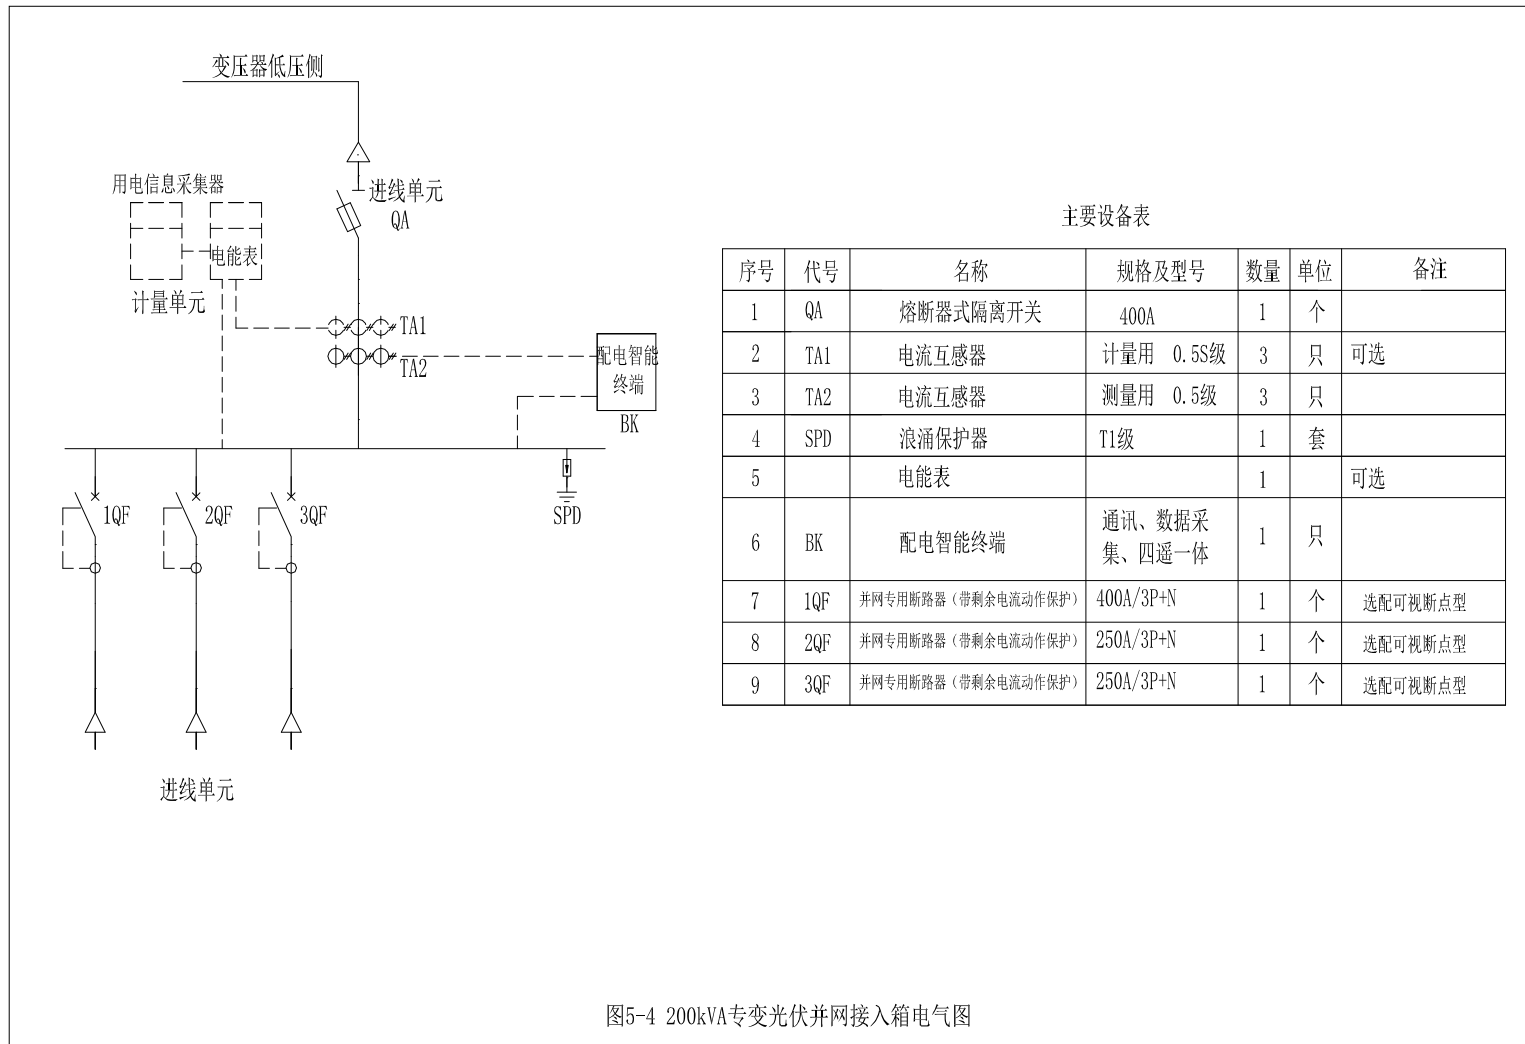 变压器低压侧
用电信息采集器
进线单元
QA
电能表
计量单元
TA1
TA2
配电智能
终端
BK
1QF
2QF
3QF
SPD
进线单元
主要设备表
序号 代号 名称 规格及型号 数量 单位 备注
1 QA 熔断器式隔离开关 400A 1 个
2 TA1 电流互感器 计量用 0.5S级 3 只 可选
3 TA2 电流互感器 测量用 0.5级 3 只
4 SPD 浪涌保护器 T1级 1 套
5 电能表 1 可选
6 BK 配电智能终端 通讯、数据采 1 只
集、四遥一体
7 1QF 并网专用断路器（带剩余电流动作保护） 400A/3P+N 1 个 选配可视断点型
8 2QF 并网专用断路器（带剩余电流动作保护） 250A/3P+N 1 个 选配可视断点型
9 3QF 并网专用断路器（带剩余电流动作保护） 250A/3P+N 1 个 选配可视断点型
图5-4 200kVA专变光伏并网接入箱电气图